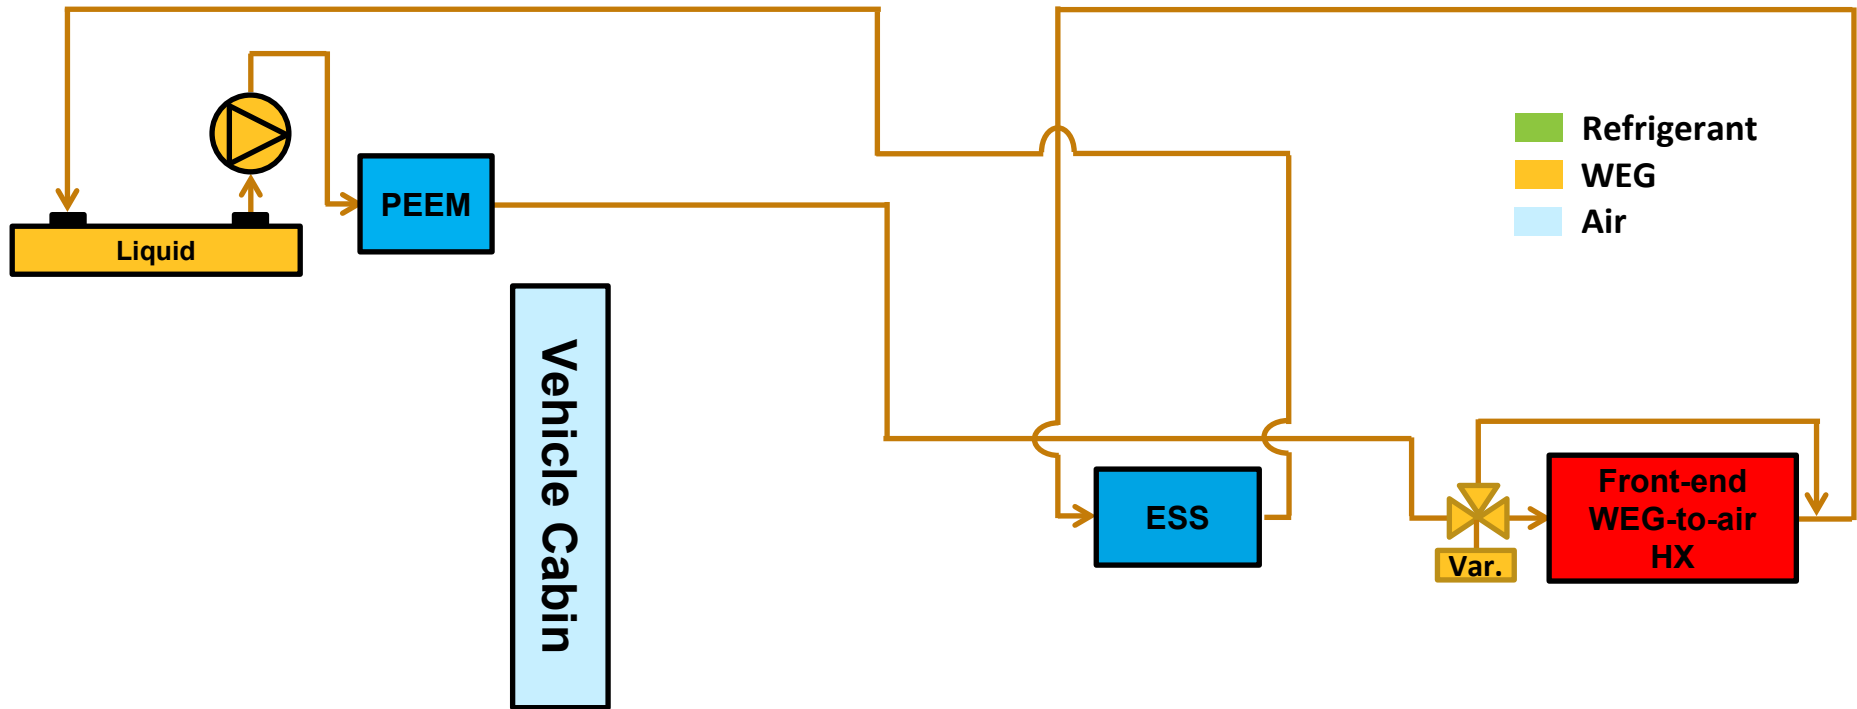 Refrigerant
WEG
Air
PEEM
Liquid
Vehicle Cabin
ESS
Front-end
WEG-to-air
HX
Var.